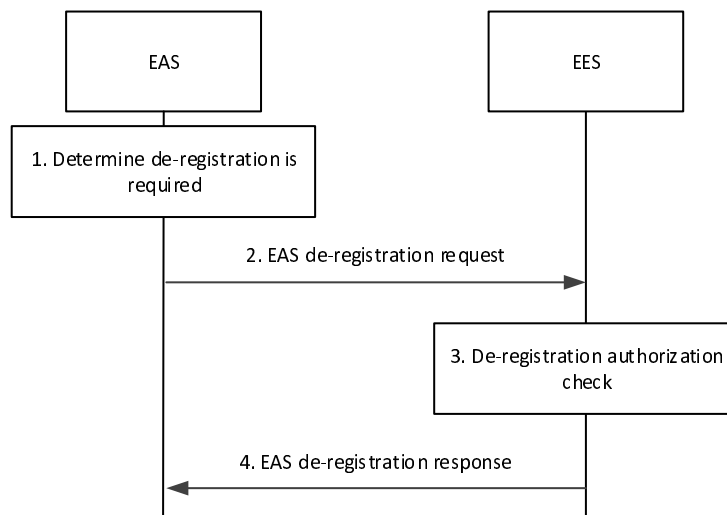 EAS
EES
1. Determine de-registration is
required
2. EAS de-registration request
3. De-registration authorization
check
4. EAS de-registration response